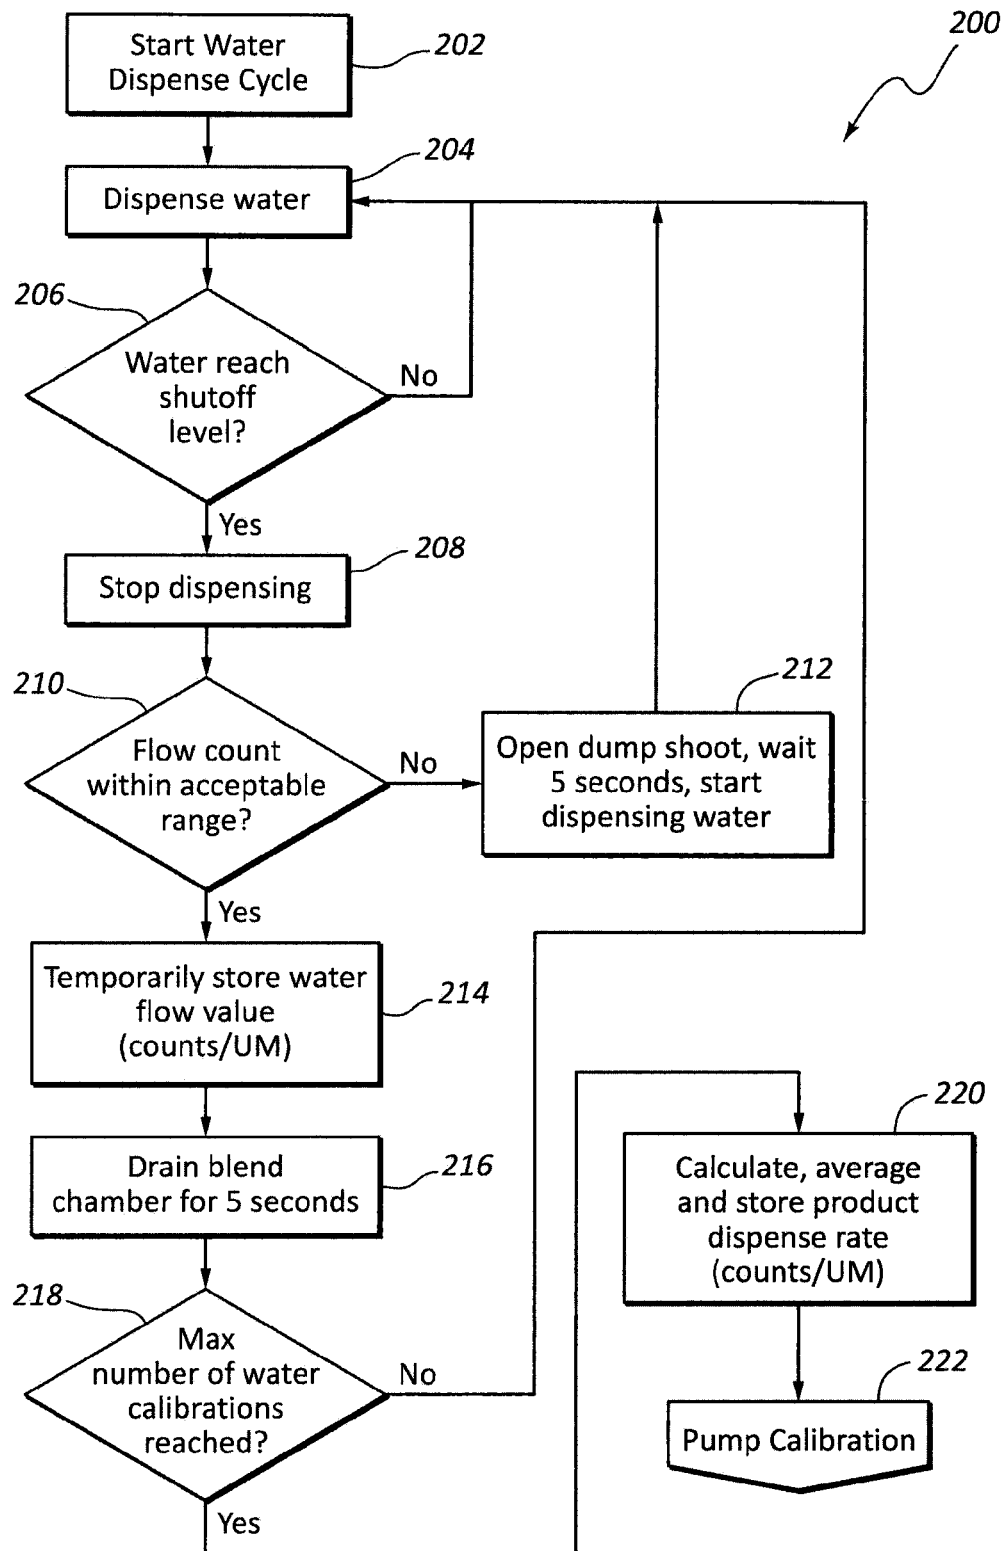 200
202
Start Water
Dispense Cycle
204
Dispense water
206
Water reach
shutoff
level?
No
Yes
208
Stop dispensing
210
Flow count
within acceptable
range?
No
212
Open dump shoot, wait
5 seconds, start
dispensing water
Yes
214
Temporarily store water
flow value
(counts/UM)
216
Drain blend
chamber for 5 seconds
218
Max
number of water
calibrations
reached?
No
Yes
220
Calculate, average
and store product
dispense rate
(counts/UM)
222
Pump Calibration